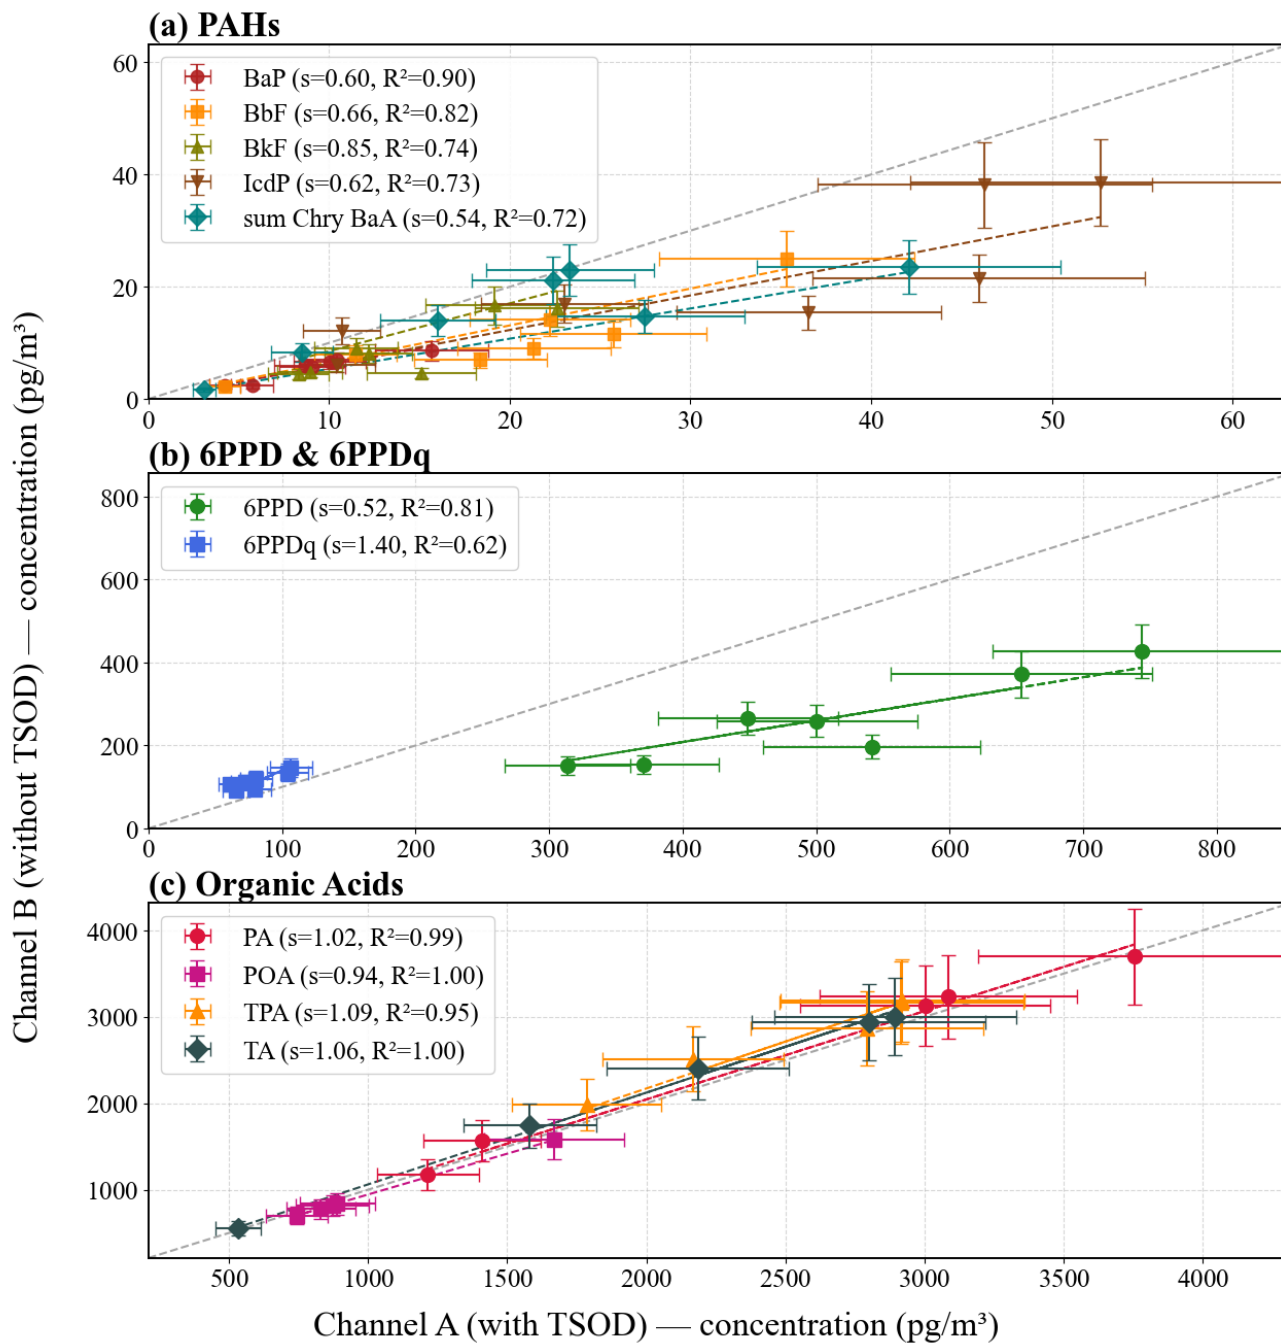 (a) PAHs
BaP (s=0.60, R²=0.90)
BbF (s=0.66, R²=0.82)
BkF (s=0.85, R²=0.74)
IcdP (s=0.62, R²=0.73)
sum Chry BaA (s=0.54, R²=0.72)
60
40
20
0
0 10 20 30 40 50 60
(b) 6PPD & 6PPDq
6PPD (s=0.52, R²=0.81)
6PPDq (s=1.40, R²=0.62)
800
600
400
200
0
0 100 200 300 400 500 600 700 800
(c) Organic Acids
PA (s=1.02, R²=0.99)
POA (s=0.94, R²=1.00)
TPA (s=1.09, R²=0.95)
TA (s=1.06, R²=1.00)
4000
3000
2000
1000
500 1000 1500 2000 2500 3000 3500 4000
Channel A (with TSOD) — concentration (pg/m³)
Channel B (without TSOD) — concentration (pg/m³)